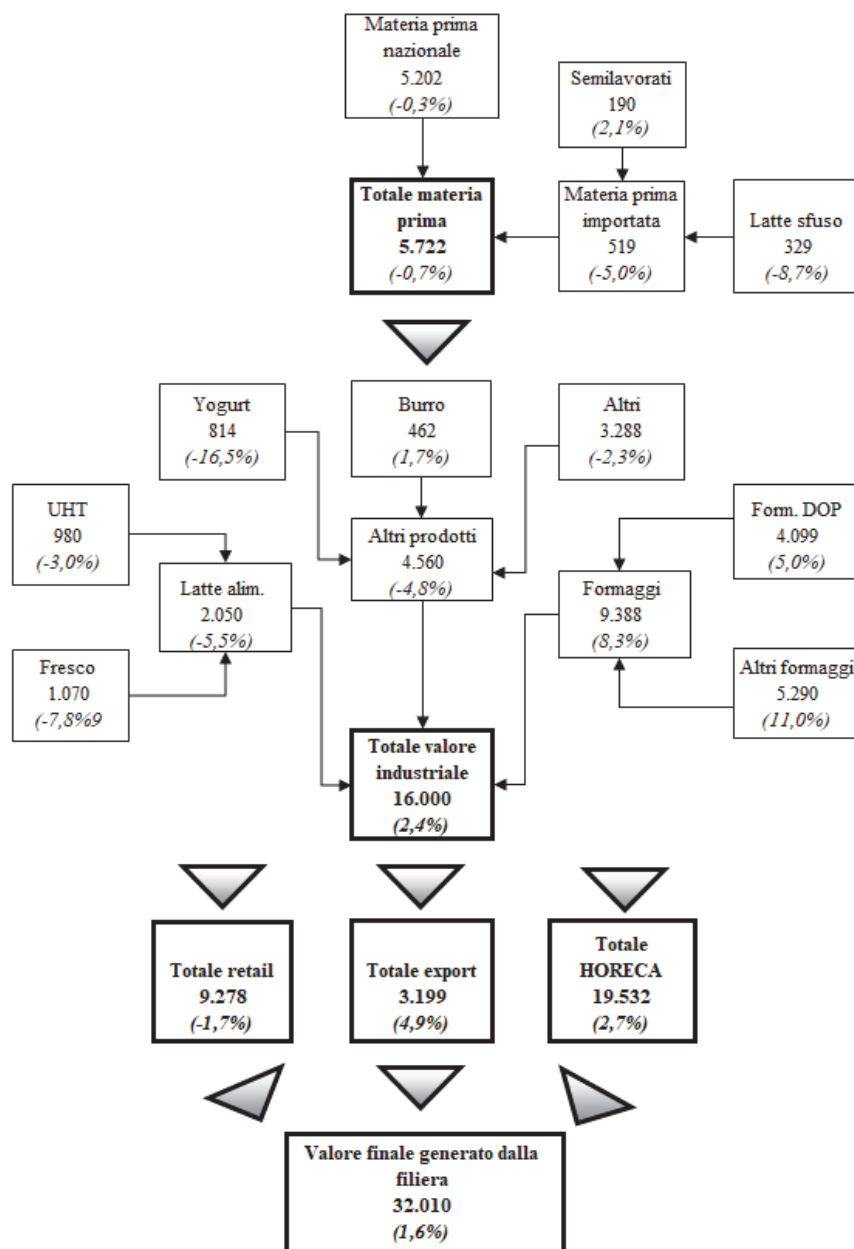 Materia prima
nazionale
5.202
(-0,3%)
Semilavorati
190
(2,1%)
Totale materia
prima
5.722
(-0,7%)
Materia prima
importata
519
(-5,0%)
Latte sfuso
329
(-8,7%)
Yogurt
814
(-16,5%)
Burro
462
(1,7%)
Altri
3.288
(-2,3%)
UHT
980
(-3,0%)
Altri prodotti
4.560
(-4,8%)
Form. DOP
4.099
(5,0%)
Latte alim.
2.050
(-5,5%)
Formaggi
9.388
(8,3%)
Fresco
1.070
(-7,8%9
Altri formaggi
5.290
(11,0%)
Totale valore
industriale
16.000
(2,4%)
Totale retail
9.278
(-1,7%)
Totale export
3.199
(4,9%)
Totale
HORECA
19.532
(2,7%)
Valore finale generato dalla
filiera
32.010
(1,6%)